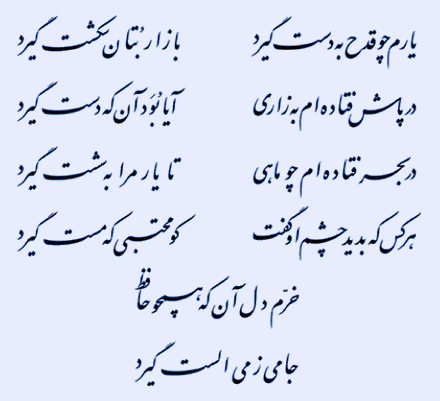 یارم چو قدح به دست گیرد بازار بُتان شکست گیرد
در پاش فتاده‌ام به زاری آیا بُوَد آن که دست گیرد
در بحر فتاده‌ام چو ماهی تا یار مرا به شست گیرد
هر کس که بدید چشم او گفت کو محتسبی که مست گیرد
خرّم دل آن که همچو حافظ
جامی ز می الست گیرد